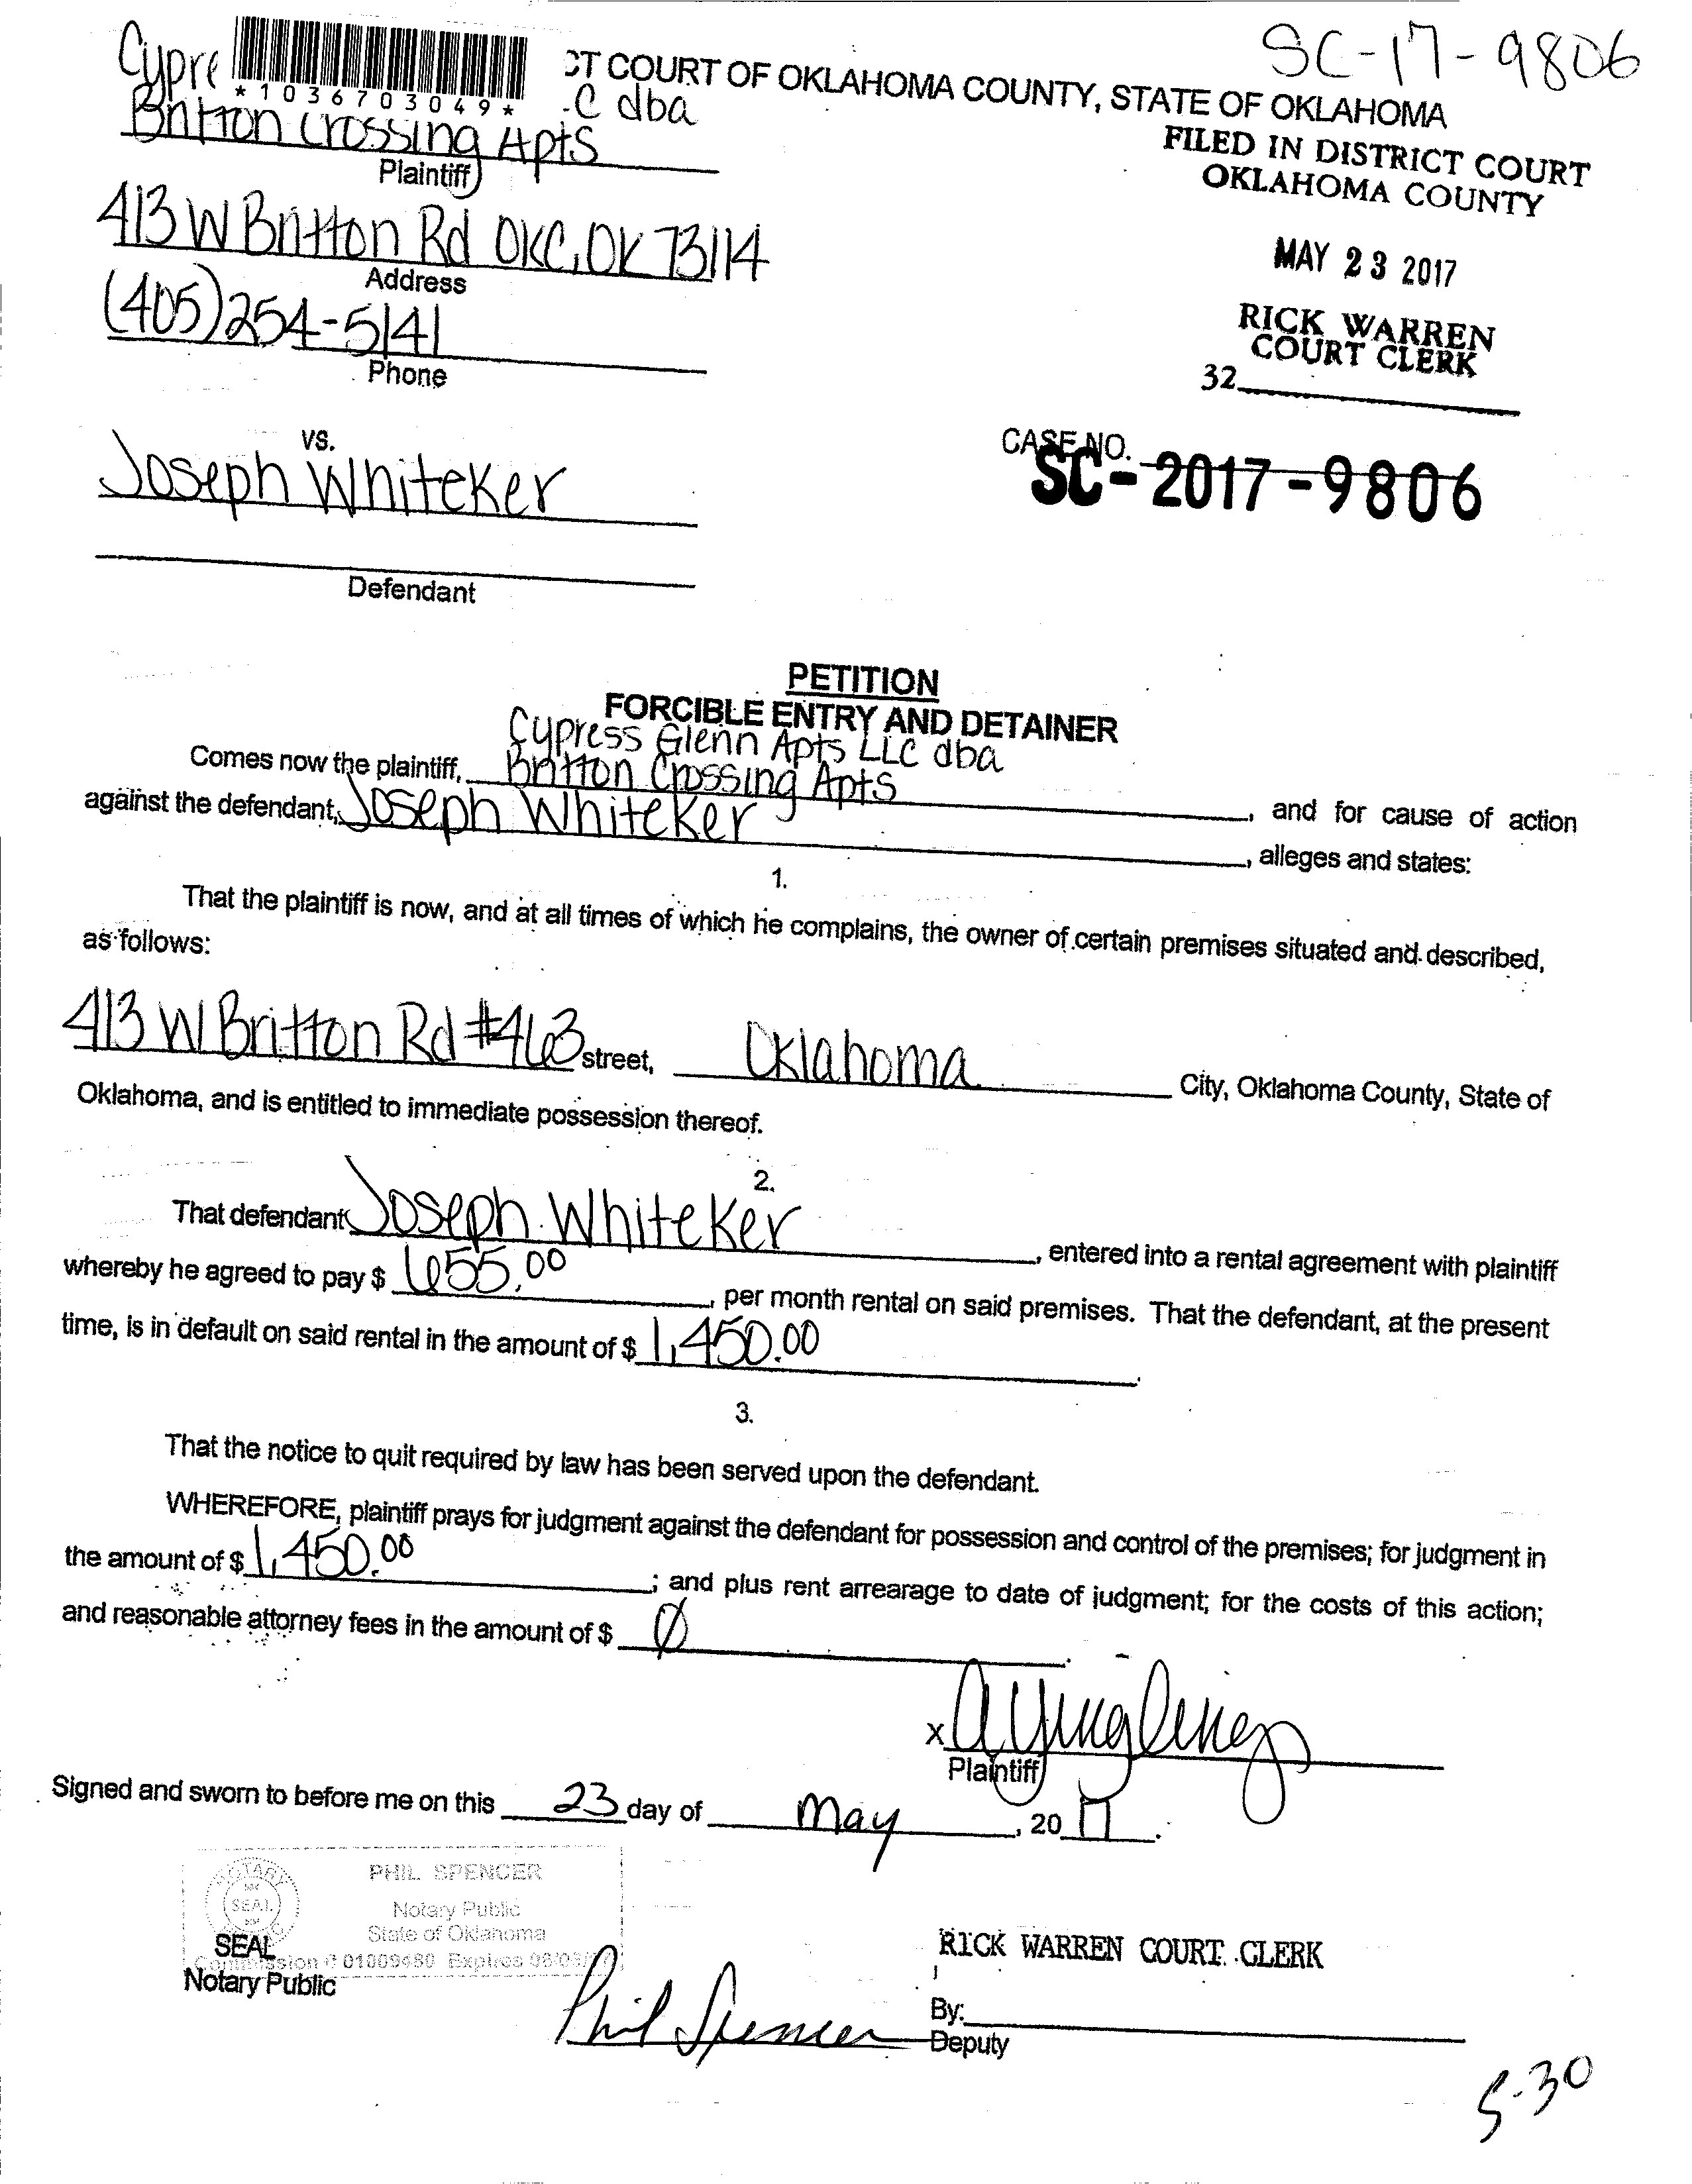 SC-17-9806
CT COURT OF OKLAHOMA COUNTY, STATE OF OKLAHOMA
Cypre
*1036703049*
C dba
Britton Crossing Apts
Plaintiff
413 W Britton Rd OKC, OK 73114
Address
(405) 254-5141
Phone
FILED IN DISTRICT COURT
OKLAHOMA COUNTY
MAY 23 2017
RICK WARREN
COURT CLERK
32
vs.
Joseph Whiteker
Defendant
CASE NO.
SC-2017-9806
PETITION
FORCIBLE ENTRY AND DETAINER
Cypress Glenn Apts LLC dba
Comes now the plaintiff, Britton Crossing Apts, and for cause of action
against the defendant, Joseph Whiteker, alleges and states:
1.
That the plaintiff is now, and at all times of which he complains, the owner of certain premises situated and described,
as follows:
413 W Britton Rd #463 street, Oklahoma City, Oklahoma County, State of
Oklahoma, and is entitled to immediate possession thereof.
2.
That defendant Joseph Whiteker, entered into a rental agreement with plaintiff
whereby he agreed to pay $ 655.00, per month rental on said premises. That the defendant, at the present
time, is in default on said rental in the amount of $ 1,450.00.
3.
That the notice to quit required by law has been served upon the defendant.
WHEREFORE, plaintiff prays for judgment against the defendant for possession and control of the premises; for judgment in
the amount of $ 1,450.00; and plus rent arrearage to date of judgment; for the costs of this action;
and reasonable attorney fees in the amount of $ Ø.
x A Yingling
Plaintiff
Signed and sworn to before me on this 23 day of May, 2017.
NOTARY
SEAL
PHIL SPENCER
Notary Public
State of Oklahoma
Commission # 01009480 Expires
SEAL
Notary Public
Phil Spencer
RICK WARREN COURT CLERK
By:
Deputy
5-30